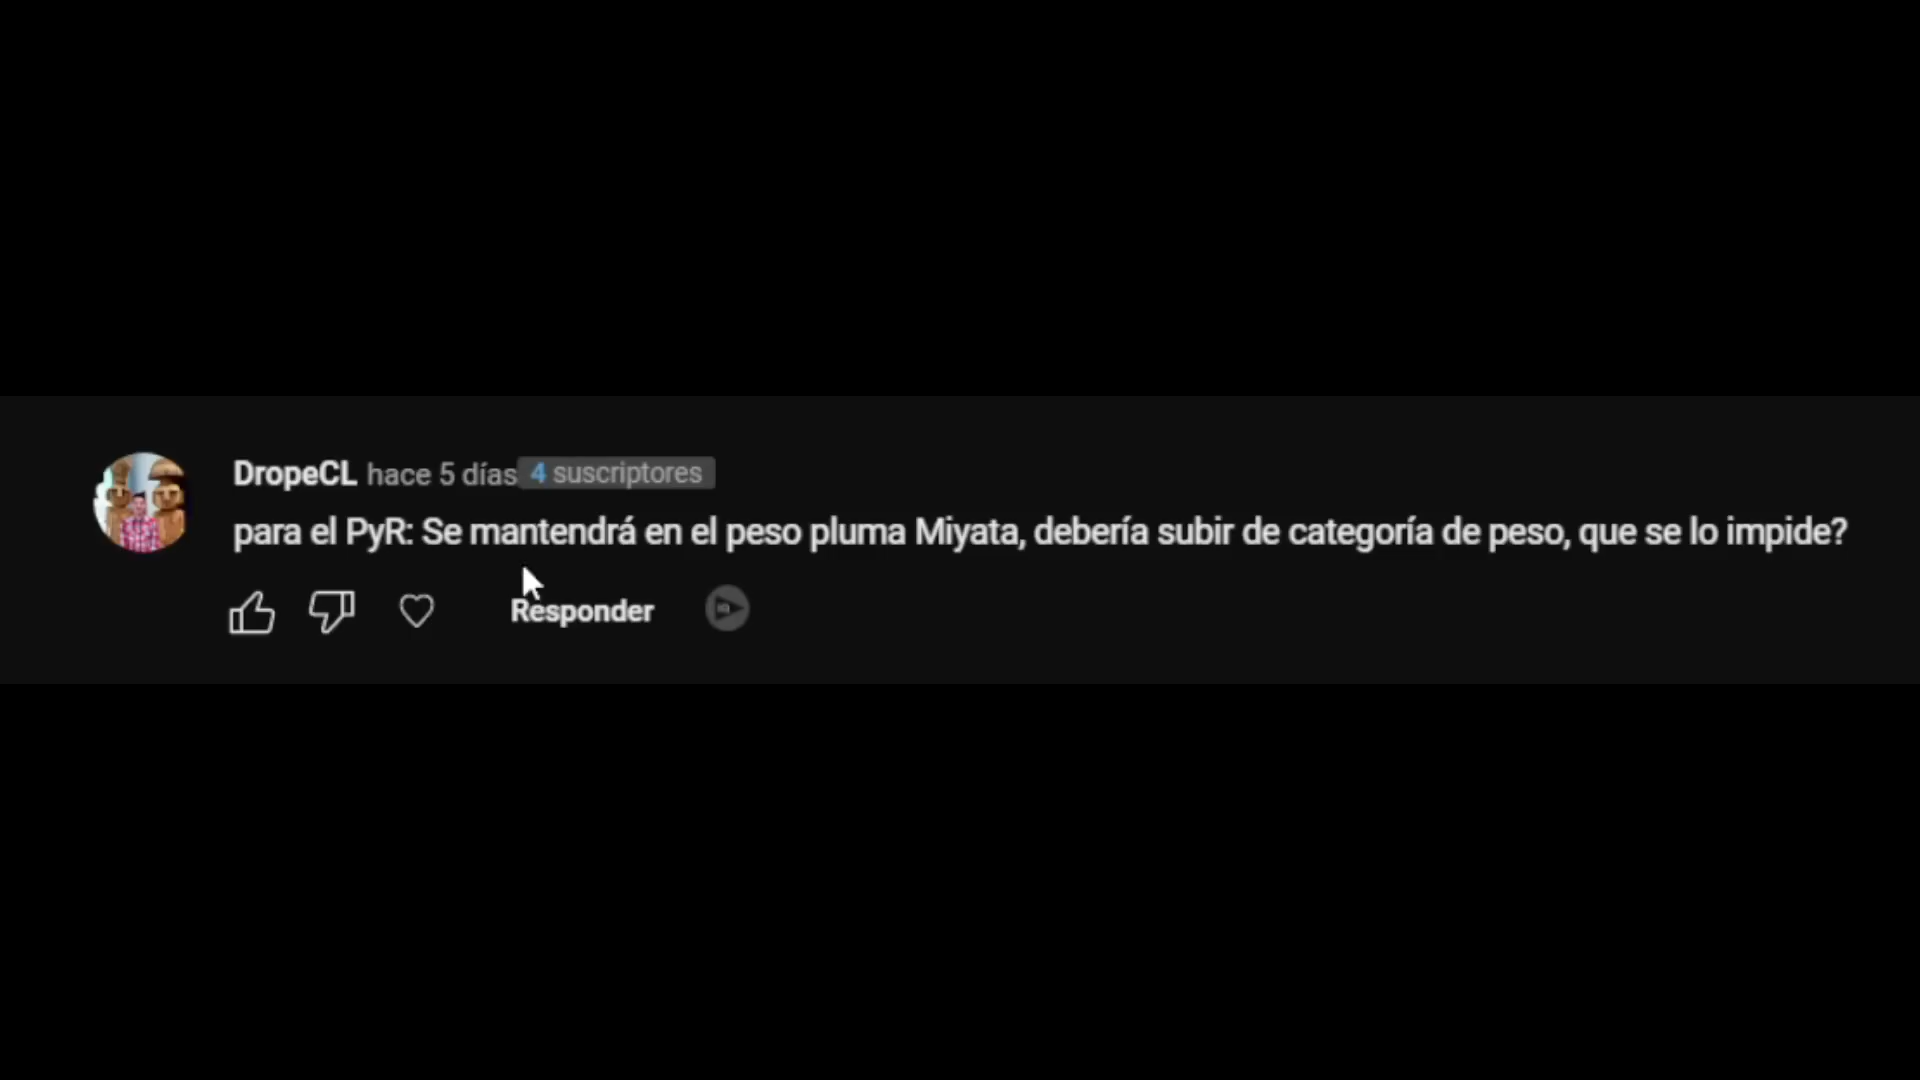 DropeCL hace 5 días 4 suscriptores
para el PyR: Se mantendrá en el peso pluma Miyata, debería subir de categoría de peso, que se lo impide?
Responder